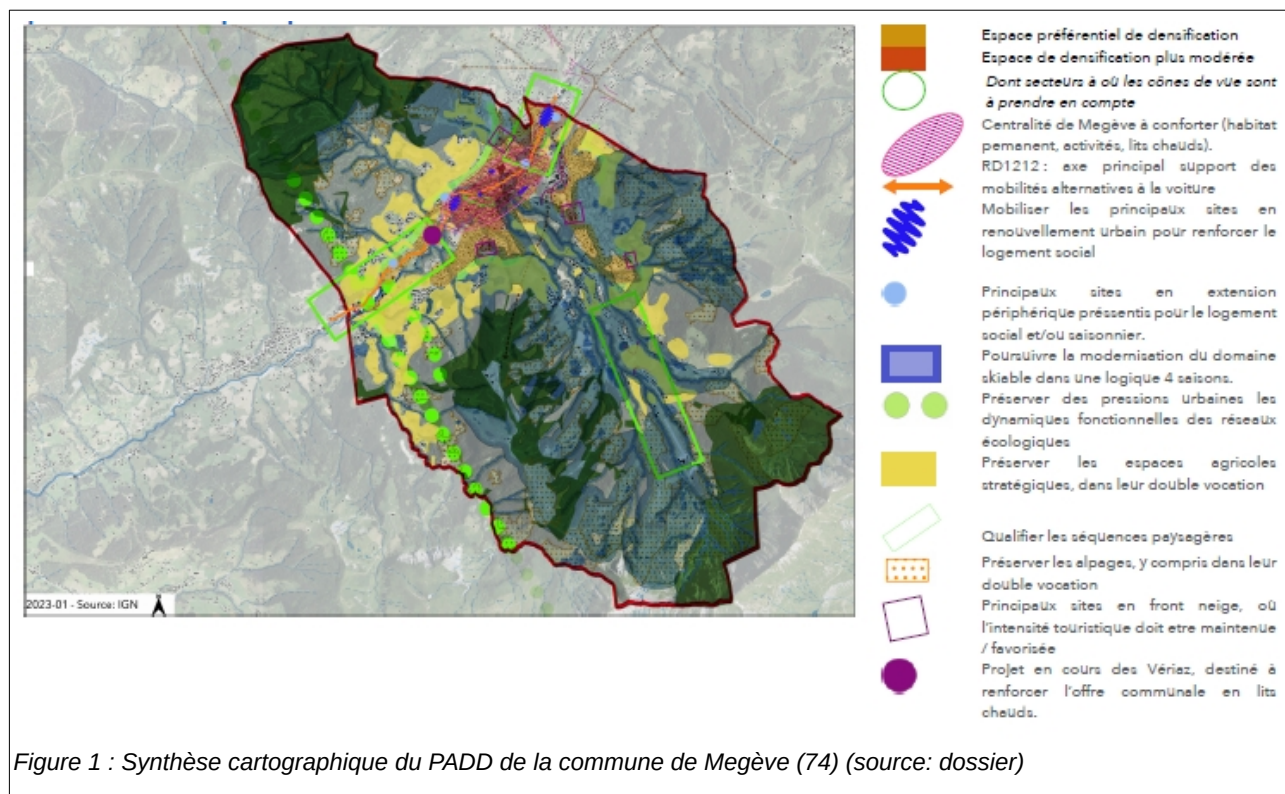 Espace préférentiel de densification
Espace de densification plus modérée
Dont secteurs à où les cônes de vue sont
à prendre en compte
Centralité de Megève à conforter (habitat
pemanent, activités, lits chauds).
RD1212 : axe principal support des
mobilités alternatives à la voiture
Mobiliser les principaux sites en
renouvellement urbain pour renforcer le
logement social
Principaux sites en extension
périphérique préssentis pour le logement
social et/ou saisonnier.
Poursuivre la modernisation du domaine
skiable dans une logique 4 saisons.
Préserver des pressions urbaines les
dynamiques fonctionnelles des réseaux
écologiques
Préserver les espaces agricoles
stratégiques, dans leur double vocation
Qualifier les séquences paysagères
Préserver les alpages, y compris dans leur
double vocation
Principaux sites en front neige, où
l'intensité touristique doit etre maintenue
/ favorisée
Projet en cours des Vériaz, destiné à
renforcer l'offre communale en lits
chauds.
2023-01 - Source: IGN
Figure 1 : Synthèse cartographique du PADD de la commune de Megève (74) (source: dossier)